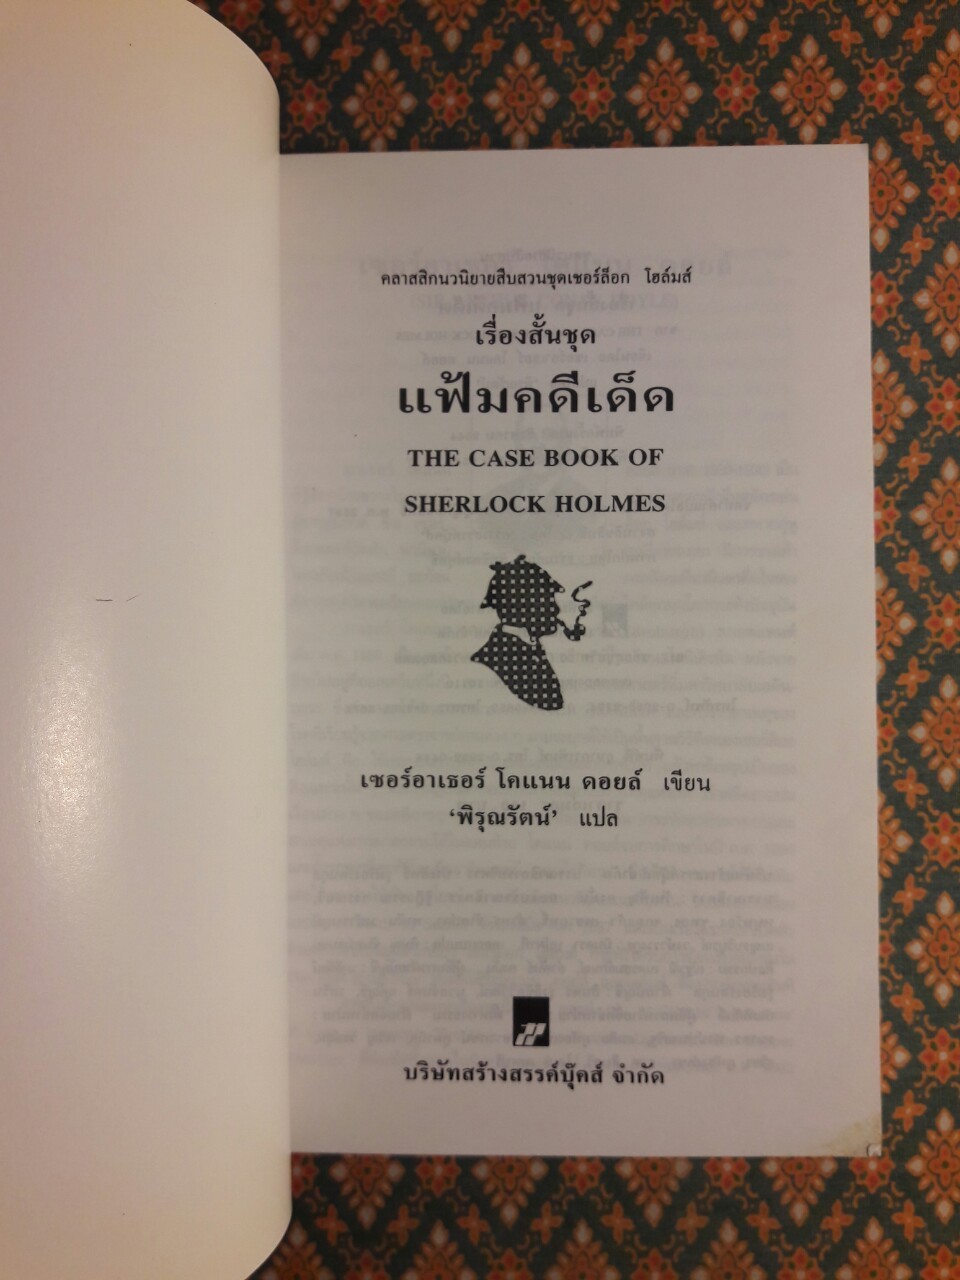 คลาสสิกนวนิยายสืบสวนชุดเชอร์ล็อก โฮล์มส์
เรื่องสั้นชุด
แฟ้มคดีเด็ด
THE CASE BOOK OF
SHERLOCK HOLMES
เซอร์อาเธอร์ โคแนน ดอยล์ เขียน
‘พิรุณรัตน์’ แปล
บริษัทสร้างสรรค์บุ๊คส์ จำกัด